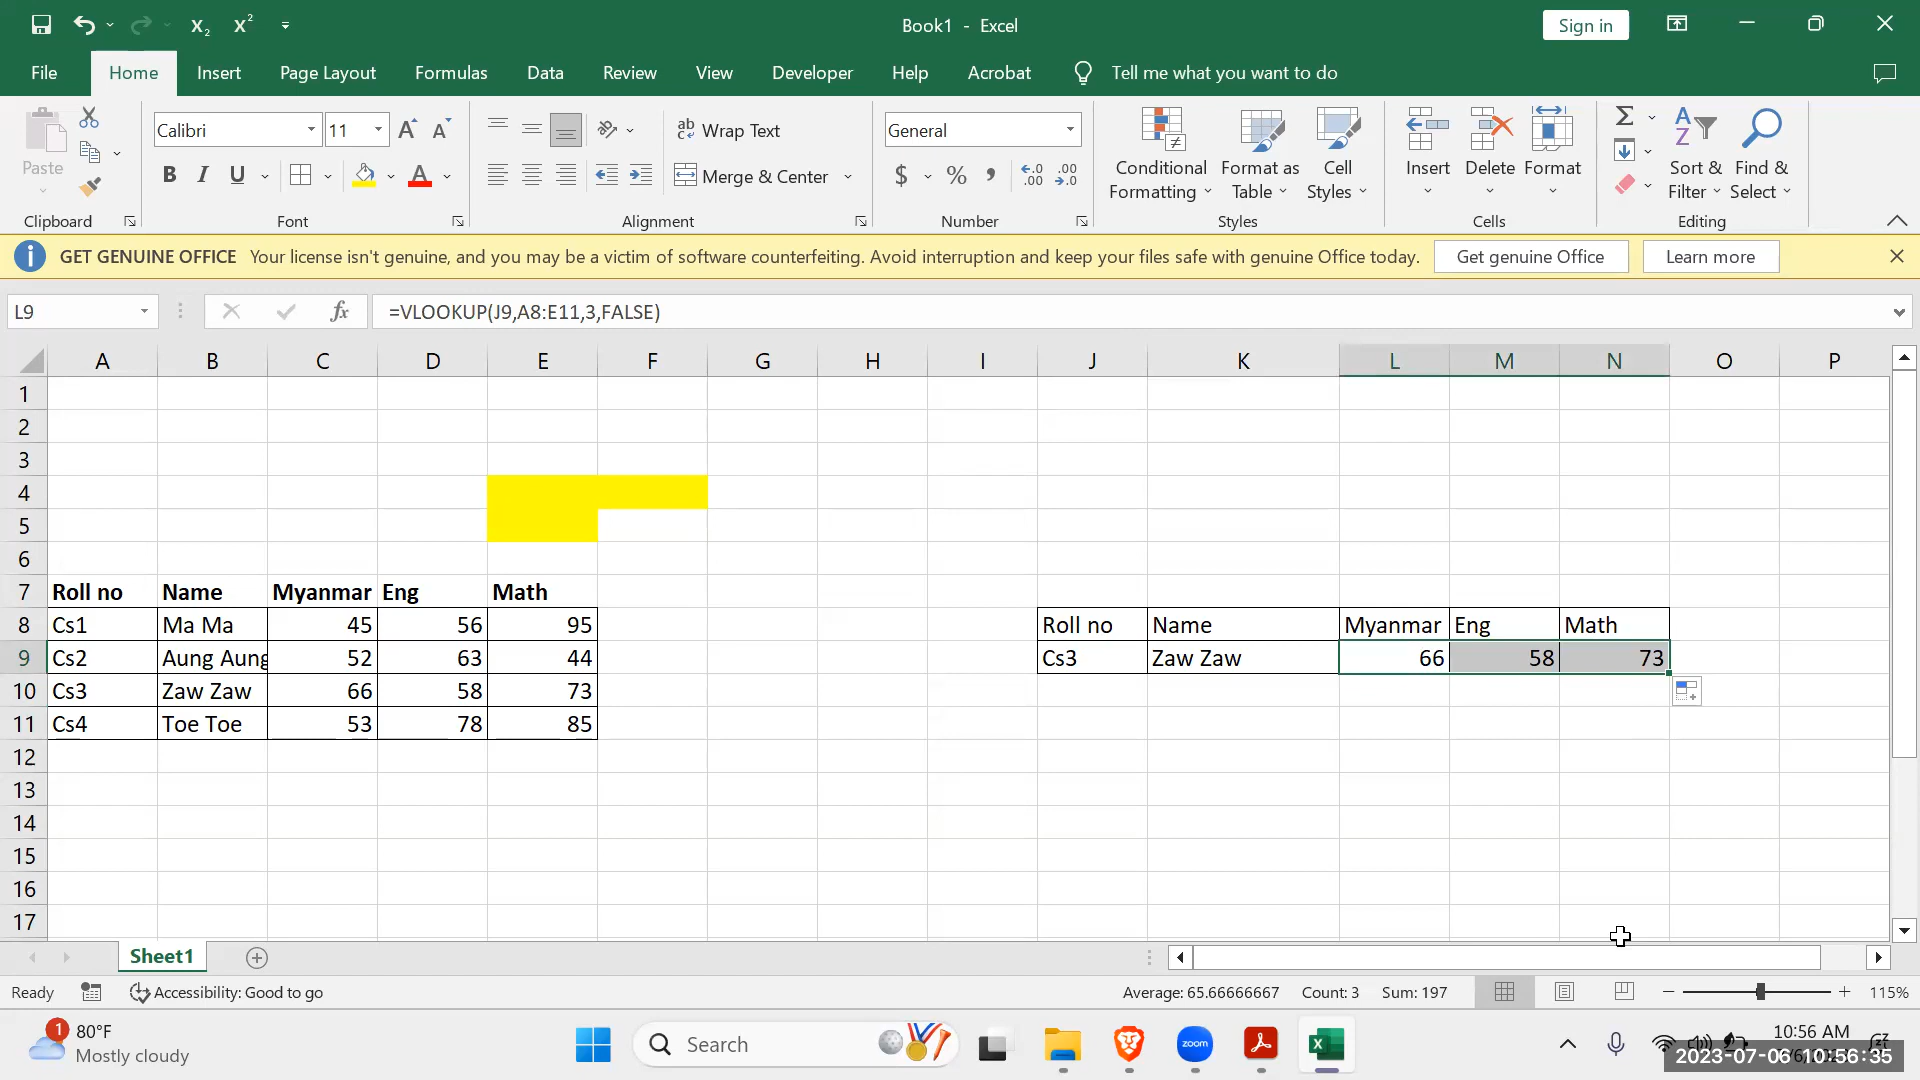 X₂ X² Book1 - Excel Sign in
File Home Insert Page Layout Formulas Data Review View Developer Help Acrobat Tell me what you want to do
Paste
Clipboard
Calibri 11
B I U A
Font
ab Wrap Text
Merge & Center
Alignment
General
$ %
Number
Conditional Formatting
Format as Table
Cell Styles
Styles
Insert Delete Format
Cells
Sort & Filter
Find & Select
Editing
GET GENUINE OFFICE Your license isn't genuine, and you may be a victim of software counterfeiting. Avoid interruption and keep your files safe with genuine Office today. Get genuine Office Learn more
L9 fx =VLOOKUP(J9,A8:E11,3,FALSE)
A B C D E F G H I J K L M N O P
1
2
3
4
5
6
7 Roll no Name Myanmar Eng Math
8 Cs1 Ma Ma 45 56 95 Roll no Name Myanmar Eng Math
9 Cs2 Aung Aung 52 63 44 Cs3 Zaw Zaw 66 58 73
10 Cs3 Zaw Zaw 66 58 73
11 Cs4 Toe Toe 53 78 85
12
13
14
15
16
17
Sheet1
Ready Accessibility: Good to go Average: 65.66666667 Count: 3 Sum: 197 115%
1 80°F
Mostly cloudy
Search
zoom
10:56 AM
2023-07-06 10:56:35